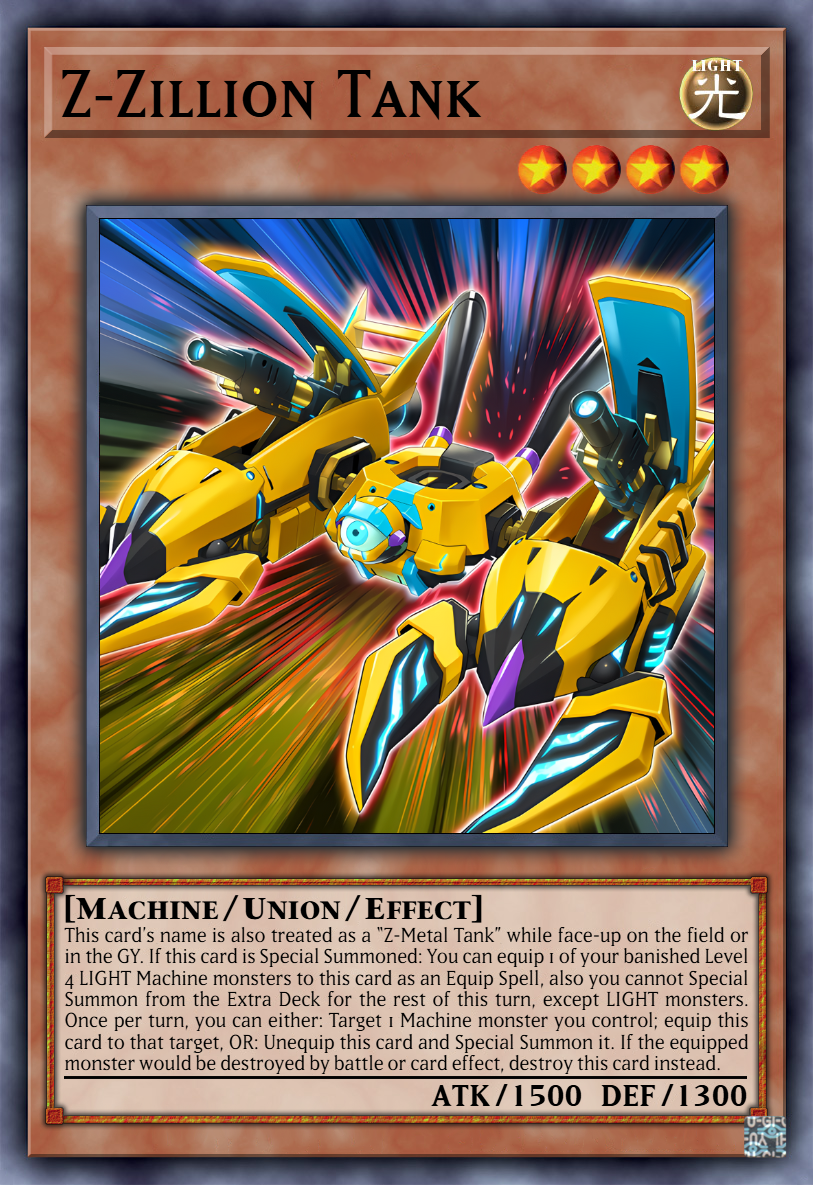 Z-Zillion Tank
LIGHT
光
[Machine/Union/Effect]
This card's name is also treated as a "Z-Metal Tank" while face-up on the field or
in the GY. If this card is Special Summoned: You can equip 1 of your banished Level
4 LIGHT Machine monsters to this card as an Equip Spell, also you cannot Special
Summon from the Extra Deck for the rest of this turn, except LIGHT monsters.
Once per turn, you can either: Target 1 Machine monster you control; equip this
card to that target, OR: Unequip this card and Special Summon it. If the equipped
monster would be destroyed by battle or card effect, destroy this card instead.
ATK/1500 DEF/1300